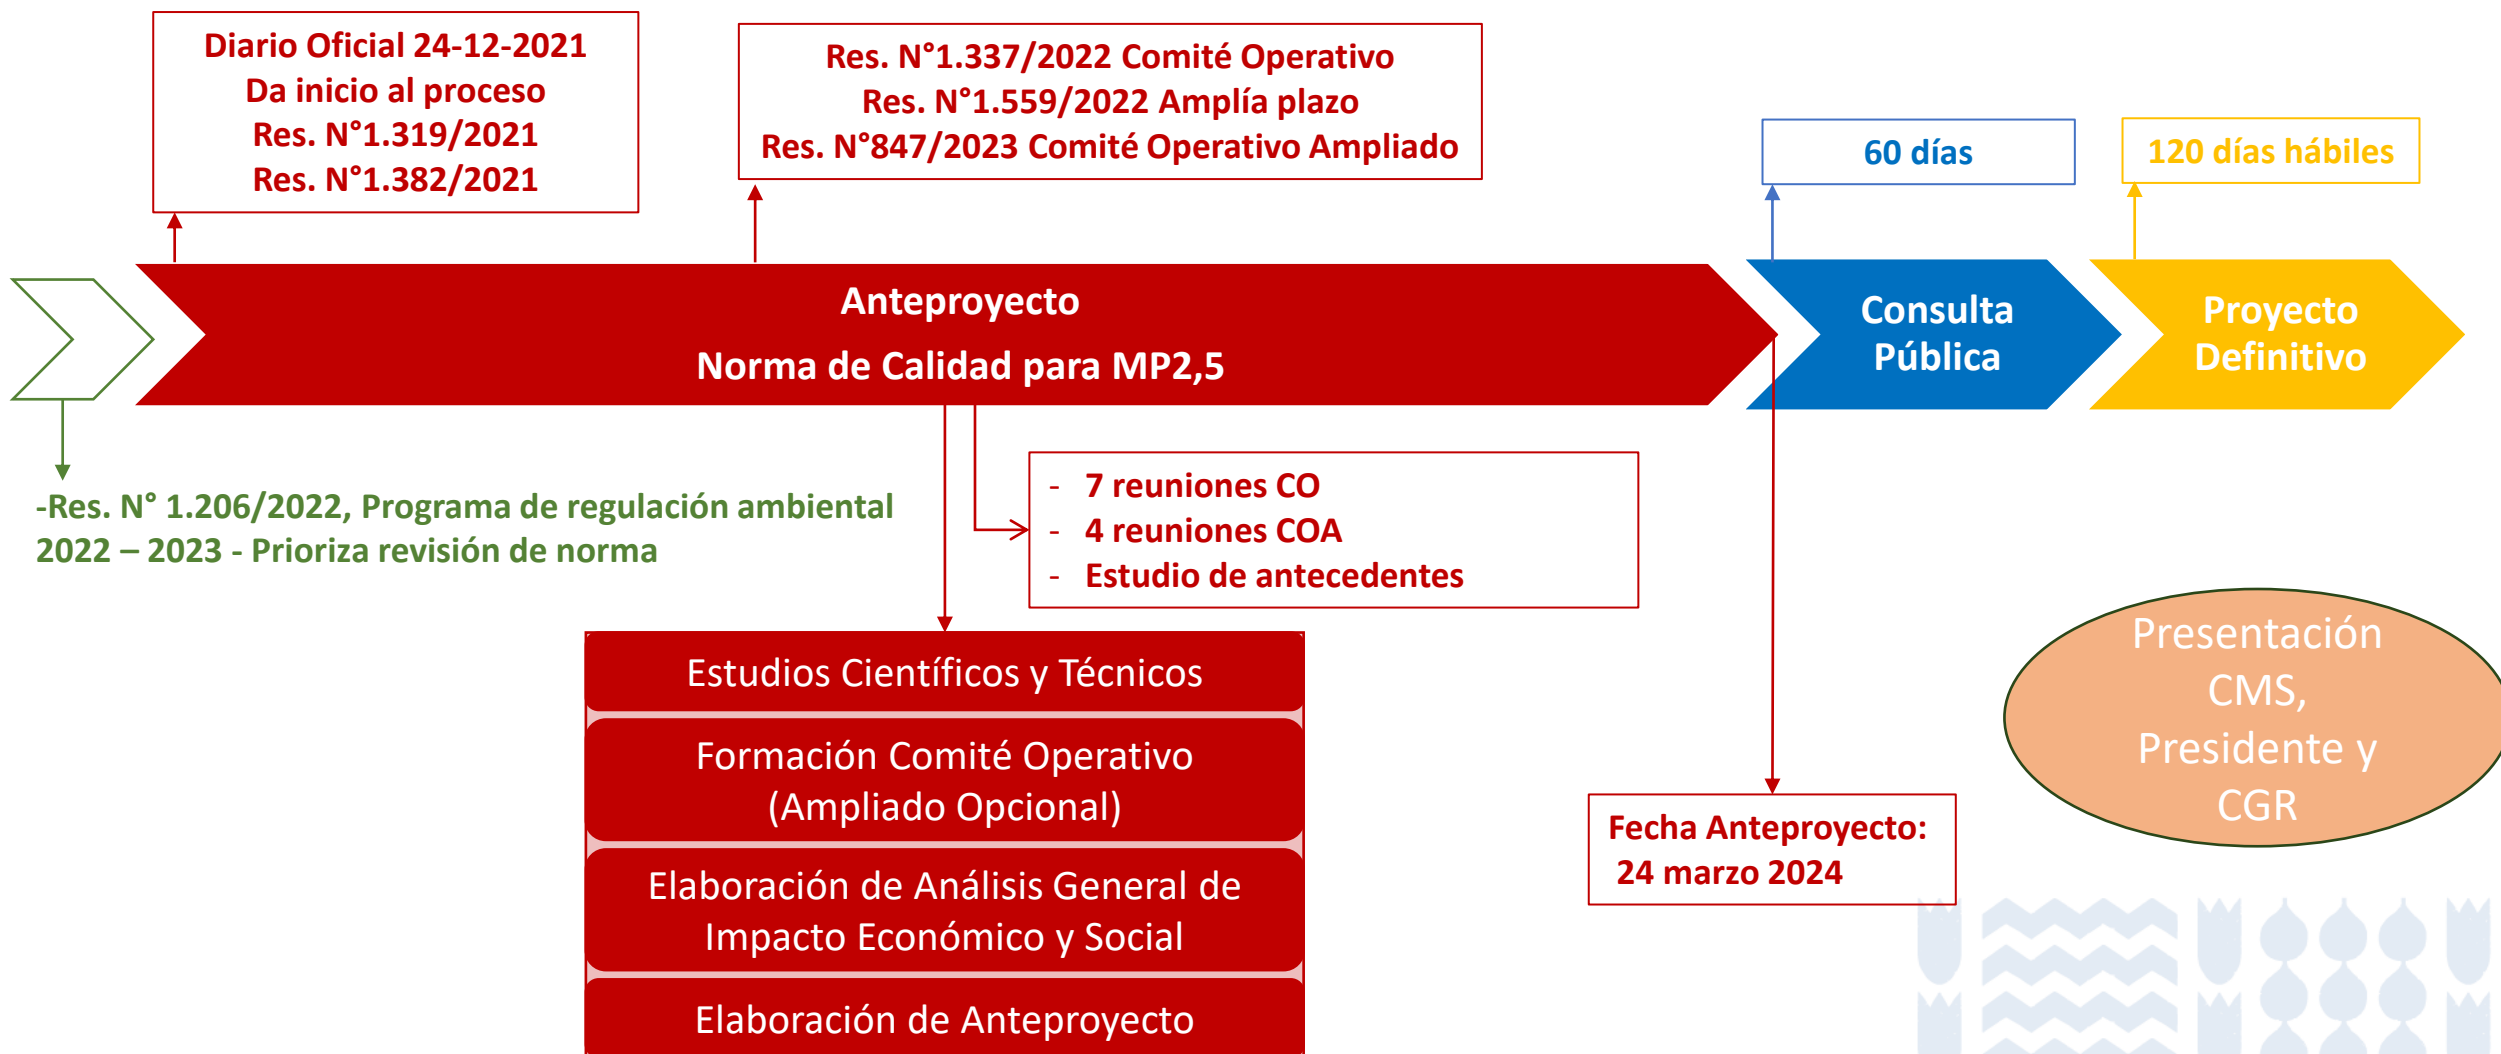 Diario Oficial 24-12-2021
Da inicio al proceso
Res. N°1.319/2021
Res. N°1.382/2021
Res. N°1.337/2022 Comité Operativo
Res. N°1.559/2022 Amplía plazo
Res. N°847/2023 Comité Operativo Ampliado
60 días
120 días hábiles
Anteproyecto
Norma de Calidad para MP2,5
Consulta
Pública
Proyecto
Definitivo
-Res. N° 1.206/2022, Programa de regulación ambiental
2022 – 2023 - Prioriza revisión de norma
- 7 reuniones CO
- 4 reuniones COA
- Estudio de antecedentes
Estudios Científicos y Técnicos
Formación Comité Operativo
(Ampliado Opcional)
Elaboración de Análisis General de
Impacto Económico y Social
Elaboración de Anteproyecto
Fecha Anteproyecto:
24 marzo 2024
Presentación
CMS,
Presidente y
CGR